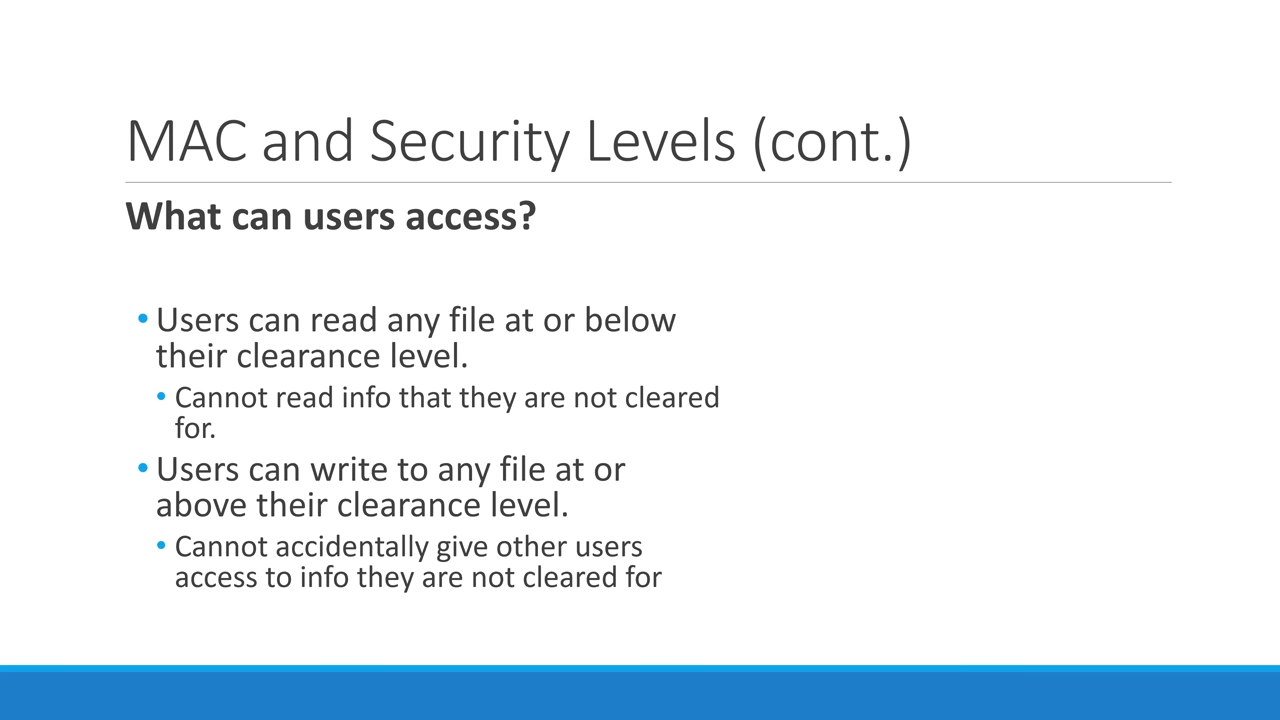 MAC and Security Levels (cont.)
What can users access?
• Users can read any file at or below
their clearance level.
• Cannot read info that they are not cleared
for.
• Users can write to any file at or
above their clearance level.
• Cannot accidentally give other users
access to info they are not cleared for